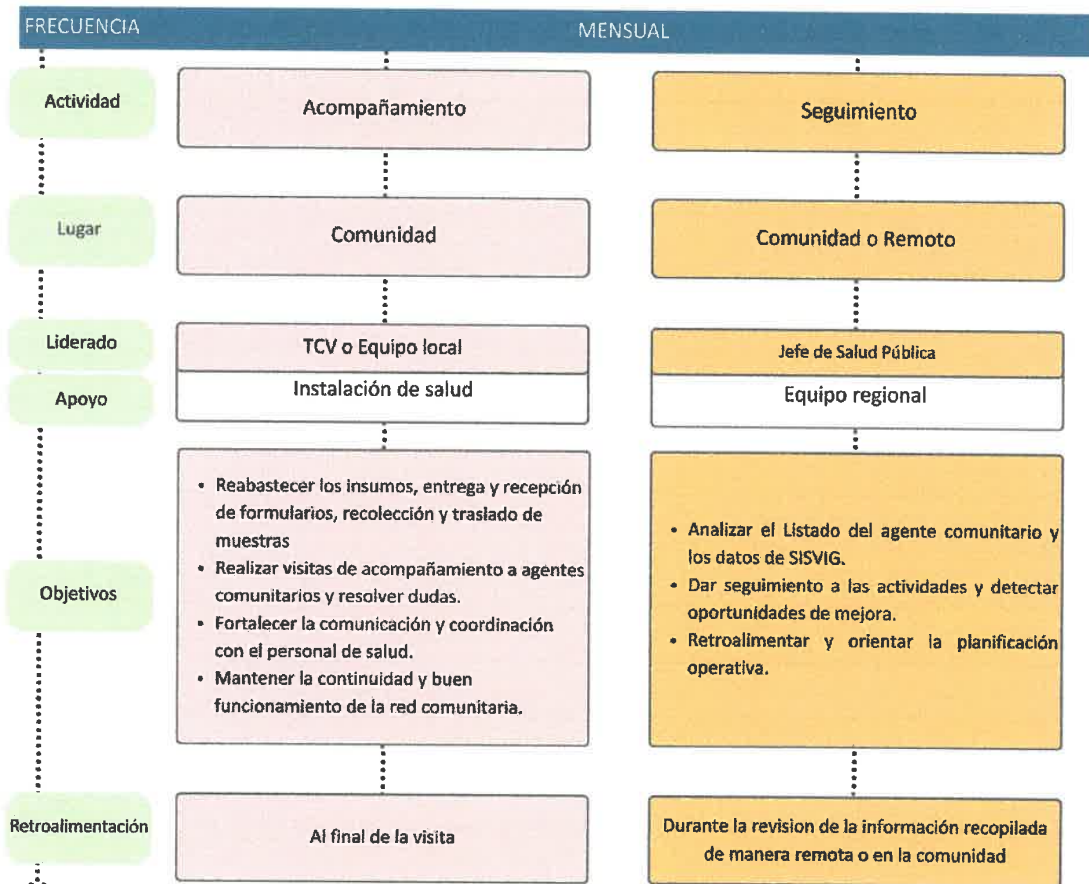 FRECUENCIA
MENSUAL
Actividad
Acompañamiento
Seguimiento
Lugar
Comunidad
Comunidad o Remoto
Liderado
TCV o Equipo local
Jefe de Salud Pública
Apoyo
Instalación de salud
Equipo regional
Objetivos
• Reabastecer los insumos, entrega y recepción
de formularios, recolección y traslado de
muestras
• Realizar visitas de acompañamiento a agentes
comunitarios y resolver dudas.
• Fortalecer la comunicación y coordinación
con el personal de salud.
• Mantener la continuidad y buen
funcionamiento de la red comunitaria.
• Analizar el Listado del agente comunitario y
los datos de SISVIG.
• Dar seguimiento a las actividades y detectar
oportunidades de mejora.
• Retroalimentar y orientar la planificación
operativa.
Retroalimentación
Al final de la visita
Durante la revision de la información recopilada
de manera remota o en la comunidad